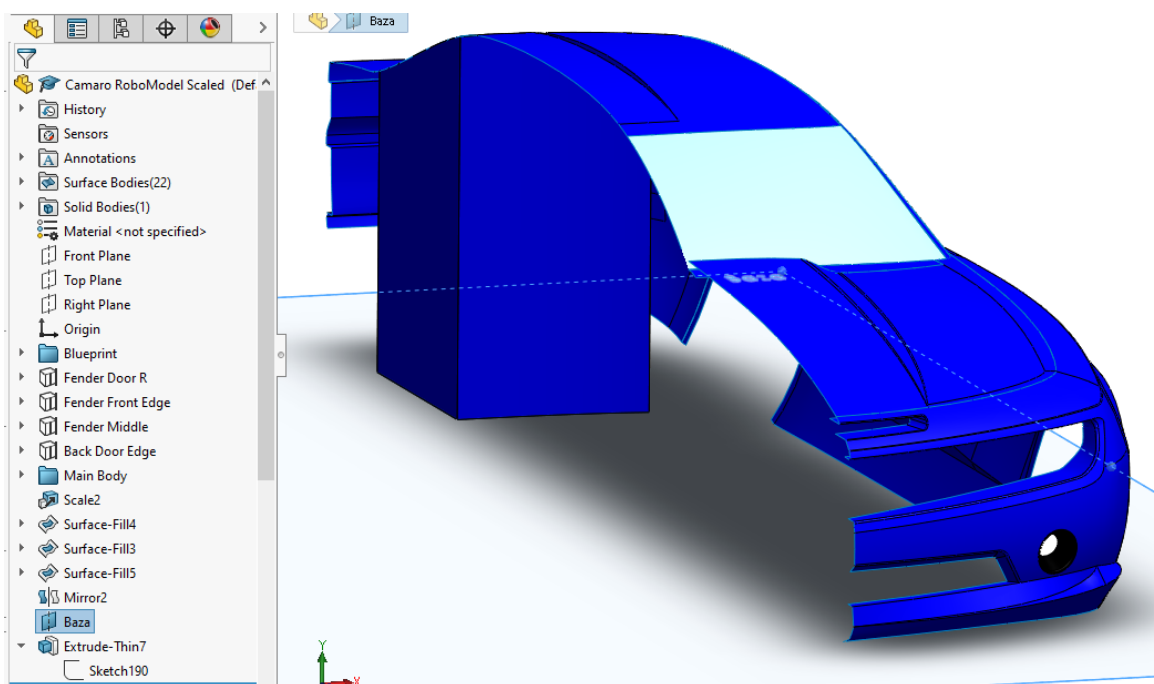 Baza
Camaro RoboModel Scaled (Def
History
Sensors
Annotations
Surface Bodies(22)
Solid Bodies(1)
Material <not specified>
Front Plane
Top Plane
Right Plane
Origin
Blueprint
Fender Door R
Fender Front Edge
Fender Middle
Back Door Edge
Main Body
Scale2
Surface-Fill4
Surface-Fill3
Surface-Fill5
Mirror2
Baza
Extrude-Thin7
Sketch190
Y
X